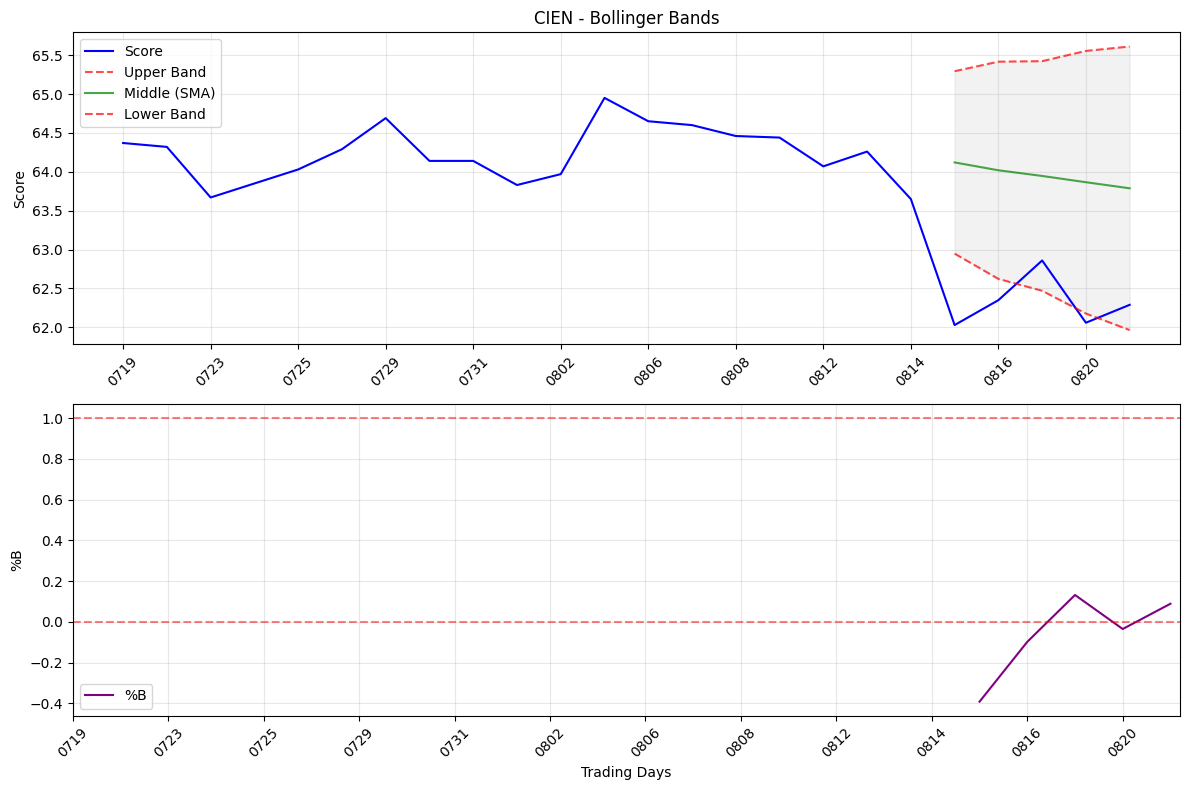 CIEN - Bollinger Bands
Score
Upper Band
Middle (SMA)
Lower Band
Score
65.5
65.0
64.5
64.0
63.5
63.0
62.5
62.0
0719 0723 0725 0729 0731 0802 0806 0808 0812 0814 0816 0820
%B
1.0
0.8
0.6
0.4
0.2
0.0
−0.2
−0.4
%B
0719 0723 0725 0729 0731 0802 0806 0808 0812 0814 0816 0820
Trading Days